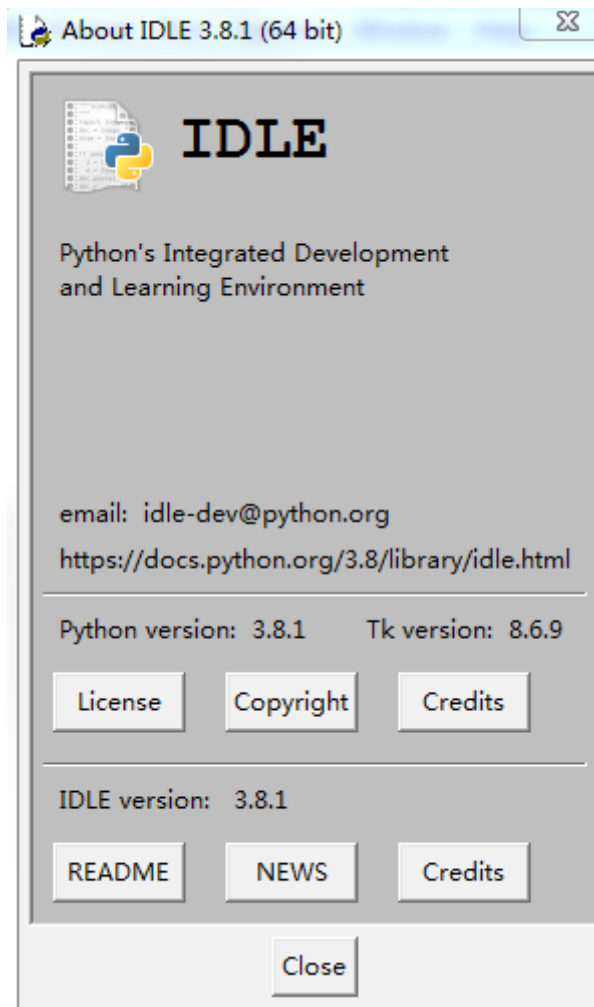 About IDLE 3.8.1 (64 bit)
IDLE
Python's Integrated Development
and Learning Environment
email: idle-dev@python.org
https://docs.python.org/3.8/library/idle.html
Python version: 3.8.1 Tk version: 8.6.9
License Copyright Credits
IDLE version: 3.8.1
README NEWS Credits
Close